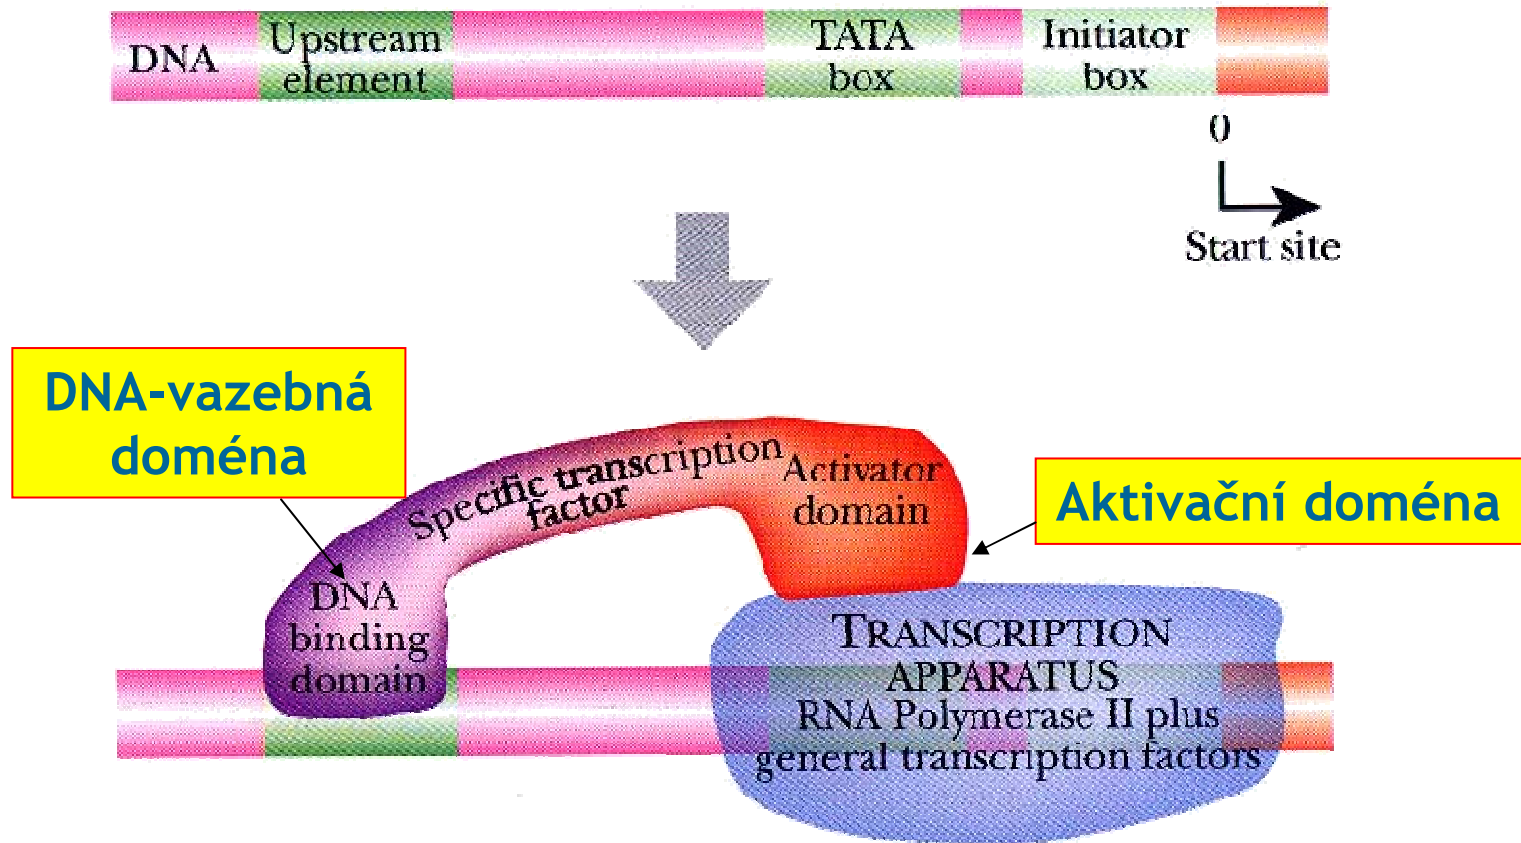 DNA
Upstream
element
TATA
box
Initiator
box
0
Start site
DNA-vazebná
doména
Specific transcription
factor
Activator
domain
Aktivační doména
DNA
binding
domain
TRANSCRIPTION
APPARATUS
RNA Polymerase II plus
general transcription factors